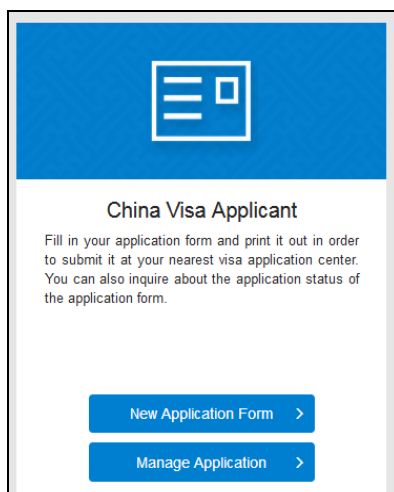 China Visa Applicant
Fill in your application form and print it out in order
to submit it at your nearest visa application center.
You can also inquire about the application status of
the application form.
New Application Form
Manage Application